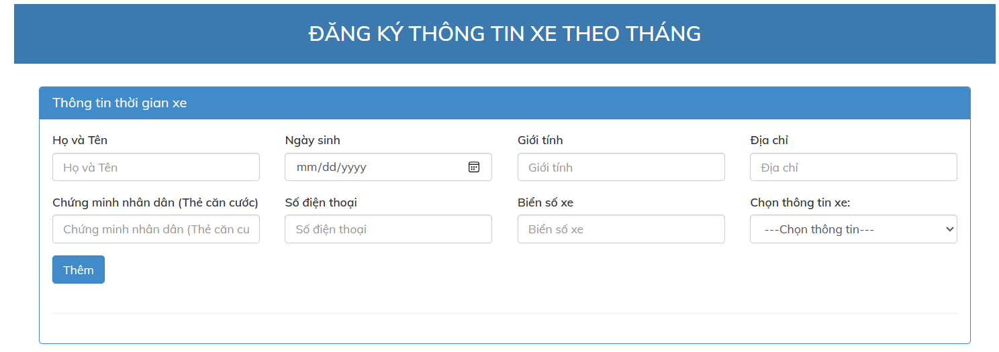 ĐĂNG KÝ THÔNG TIN XE THEO THÁNG
Thông tin thời gian xe
Họ và Tên Ngày sinh Giới tính Địa chỉ
Họ và Tên mm/dd/yyyy Giới tính Địa chỉ
Chứng minh nhân dân (Thẻ căn cước) Số điện thoại Biển số xe Chọn thông tin xe:
Chứng minh nhân dân (Thẻ căn cu Số điện thoại Biển số xe ---Chọn thông tin---
Thêm